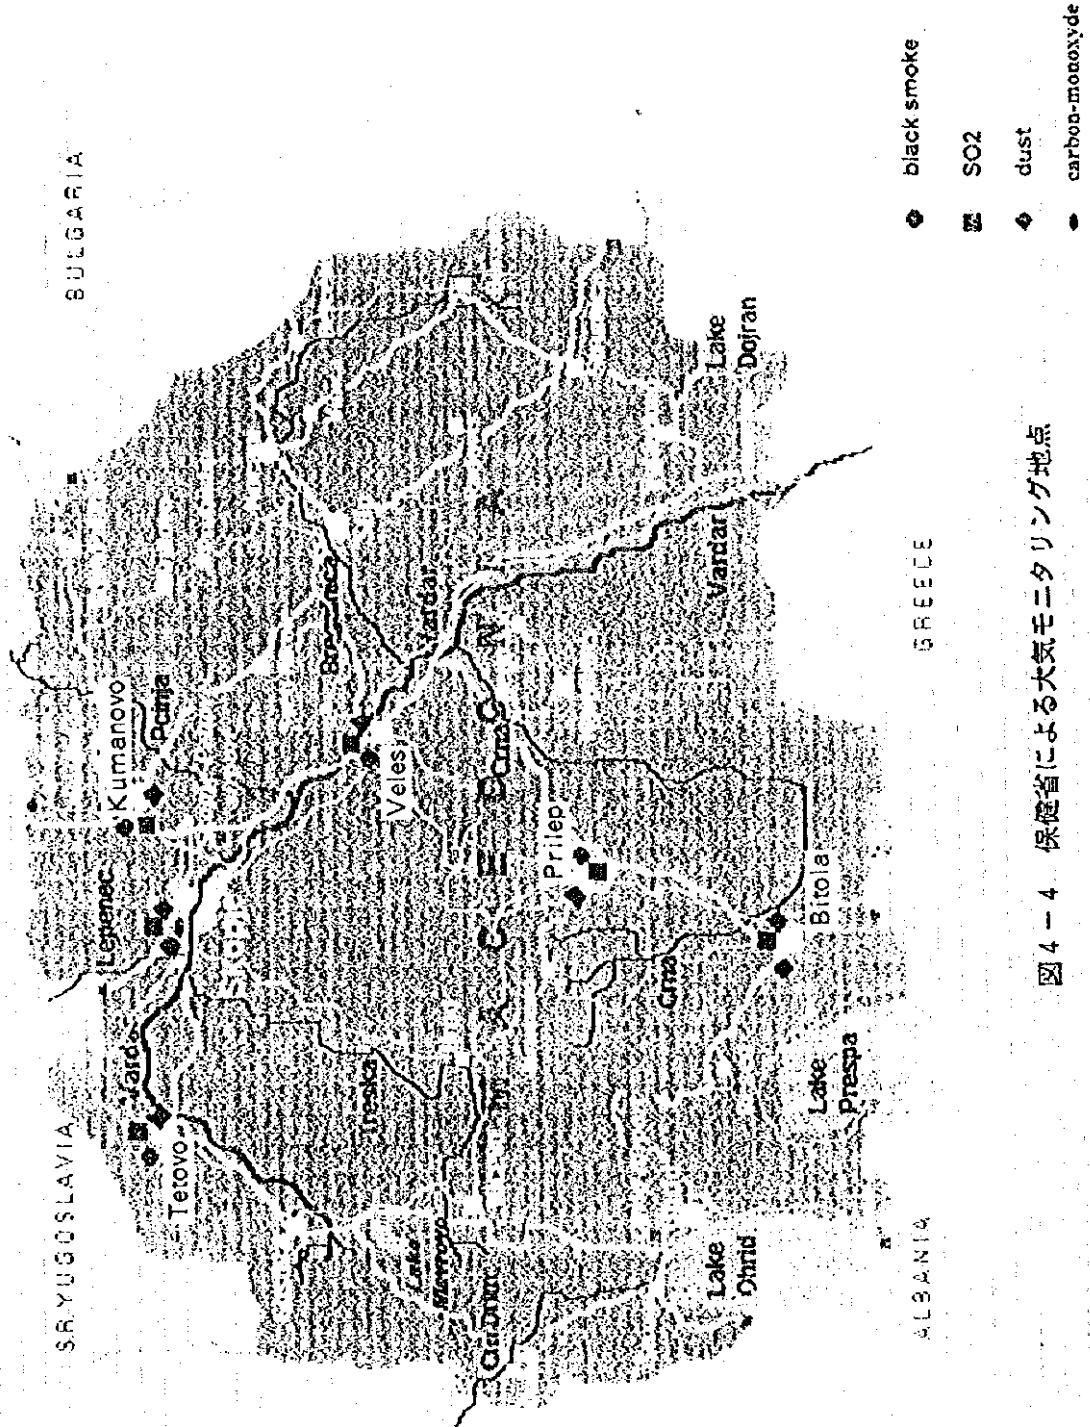 S.R.YUGOSLAVIA
BULGARIA
Kumanovo
Lepenec
Pcinja
Tetovo
Veles
Vardar
Treska
Lake
Crna
Prilep
Crna
Bitola
Vardar
Lake
Dojran
Lake
Ohrid
Lake
Prespa
ALBANIA
GREECE
black smoke
SO2
dust
carbon-monoxyde
図4-4 保健省による大気モニタリング地点